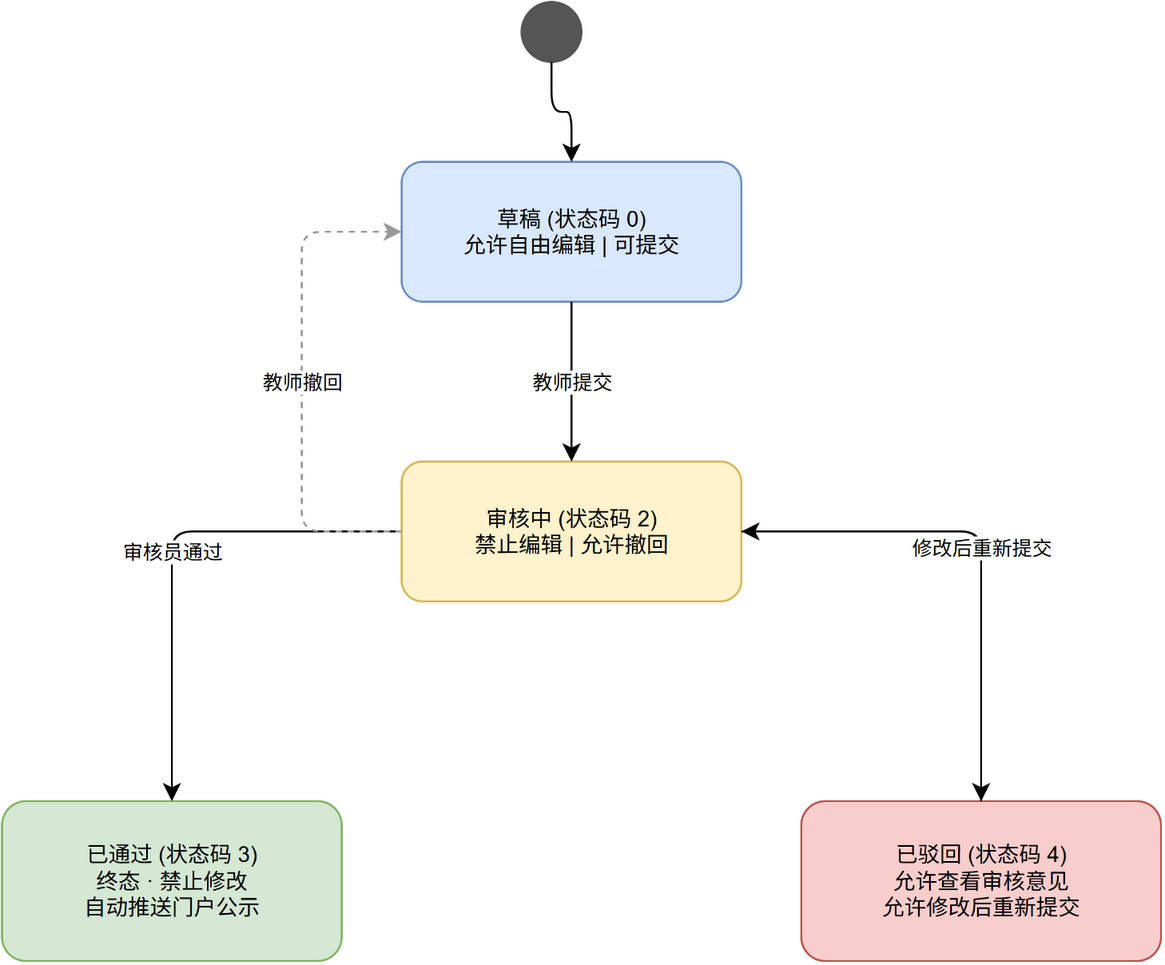 草稿 (状态码 0)
允许自由编辑 | 可提交
教师撤回
教师提交
审核中 (状态码 2)
禁止编辑 | 允许撤回
审核员通过
修改后重新提交
已通过 (状态码 3)
终态 · 禁止修改
自动推送门户公示
已驳回 (状态码 4)
允许查看审核意见
允许修改后重新提交